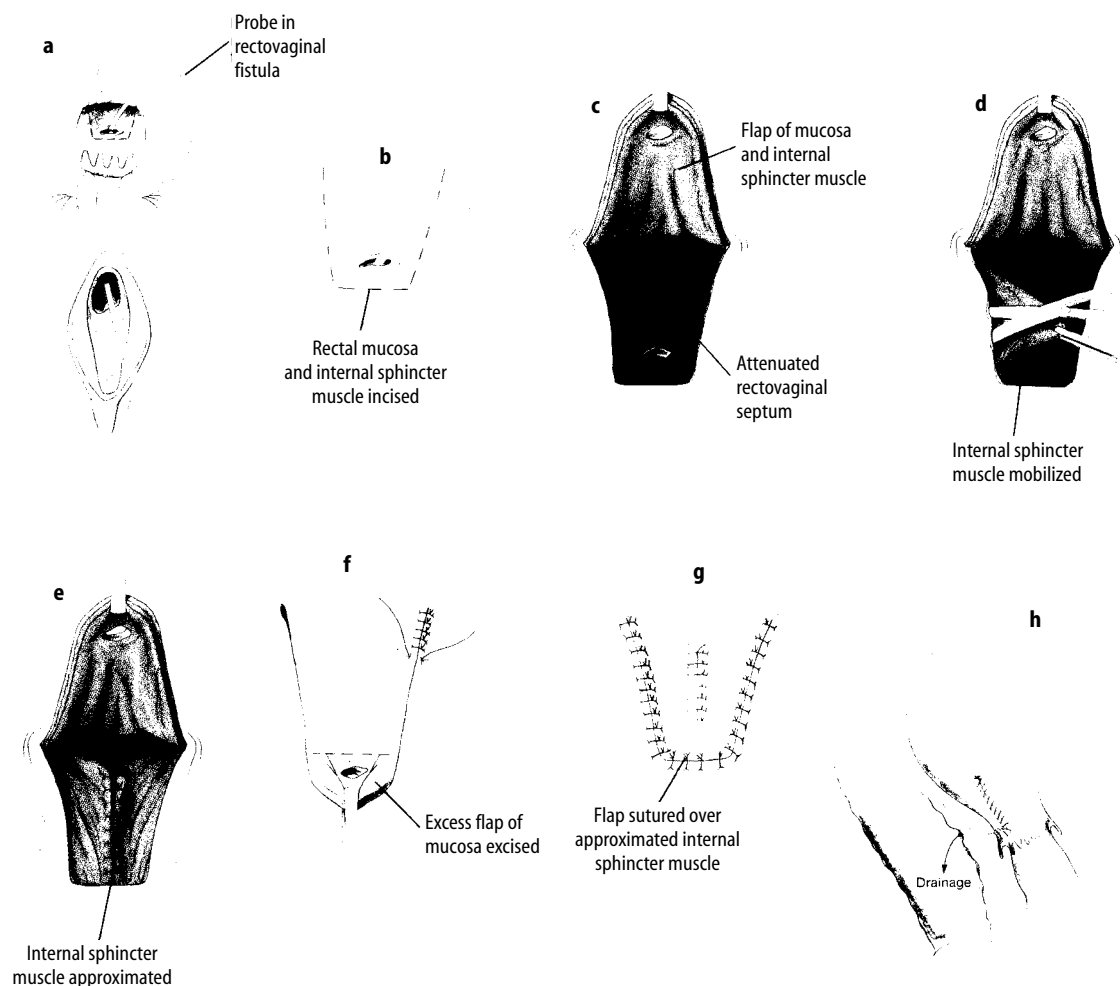 a
Probe in
rectovaginal
fistula
b
Rectal mucosa
and internal sphincter
muscle incised
c
Flap of mucosa
and internal
sphincter muscle
Attenuated
rectovaginal
septum
d
Internal sphincter
muscle mobilized
e
Internal sphincter
muscle approximated
f
Excess flap of
mucosa excised
g
Flap sutured over
approximated internal
sphincter muscle
h
Drainage